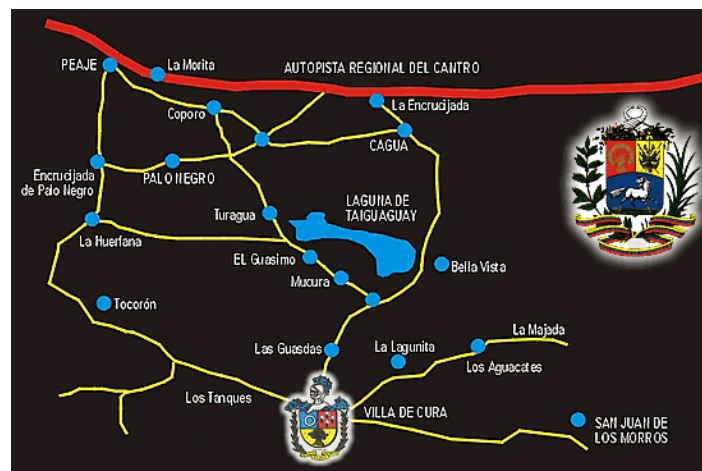 PEAJE
La Morita
AUTOPISTA REGIONAL DEL CANTRO
Coporo
La Encrucijada
CAGUA
Encrucijada
de Palo Negro
PALO NEGRO
LAGUNA DE
TAIGUAGUAY
Turagua
La Huerfana
EL Guasimo
Bella Vista
Mucura
Tocorón
La Majada
Las Guasdas
La Lagunita
Los Aguacates
Los Tanques
VILLA DE CURA
SAN JUAN DE
LOS MORROS